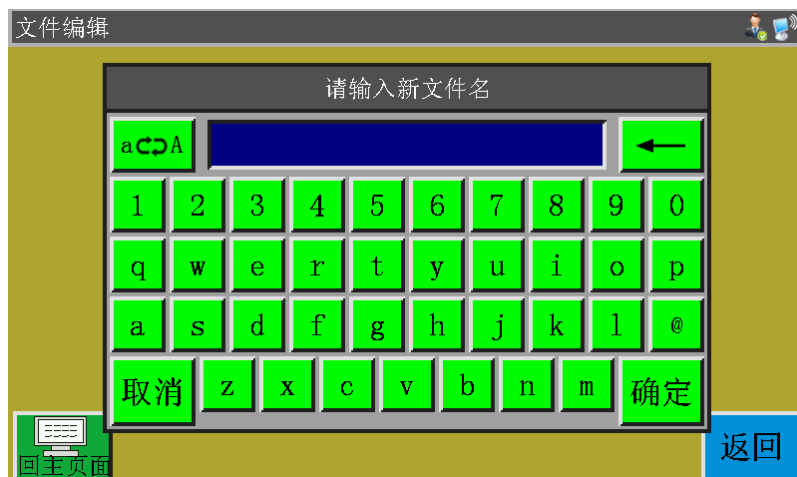 文件编辑
请输入新文件名
a A
1 2 3 4 5 6 7 8 9 0
q w e r t y u i o p
a s d f g h j k l @
取消 z x c v b n m 确定
回主页面
返回